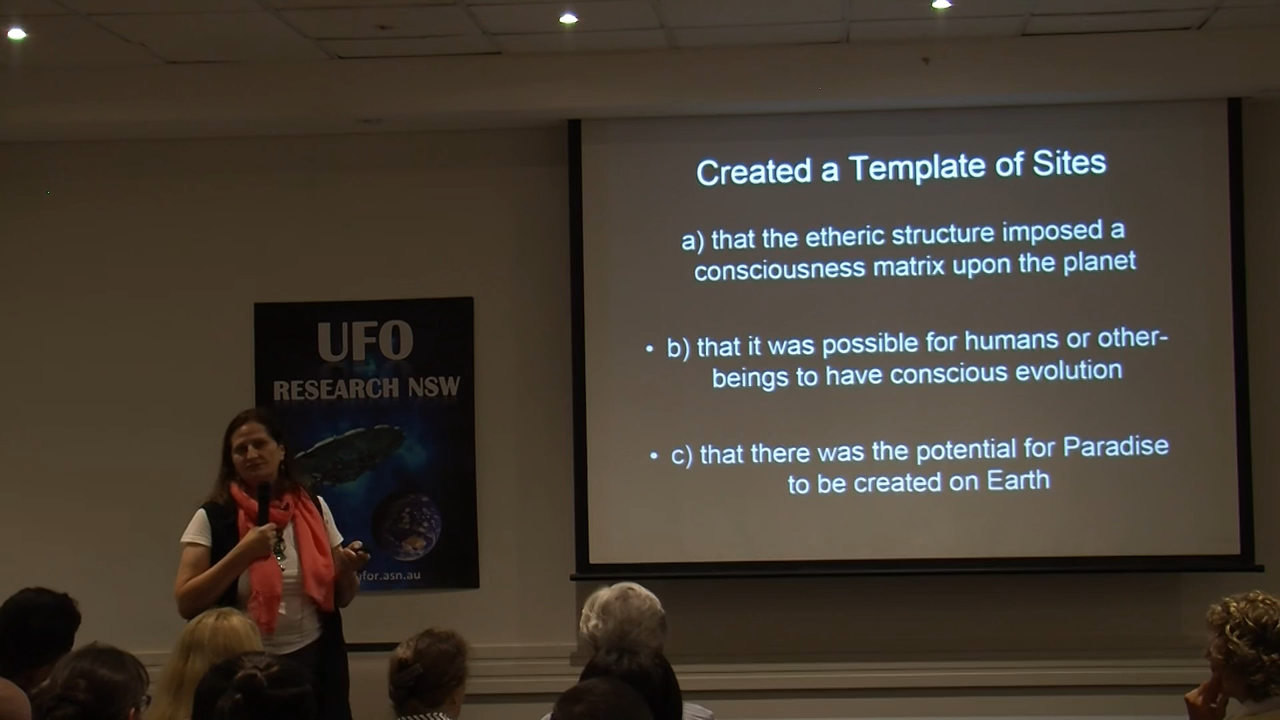 Created a Template of Sites
a) that the etheric structure imposed a
consciousness matrix upon the planet
• b) that it was possible for humans or other-
beings to have conscious evolution
• c) that there was the potential for Paradise
to be created on Earth
UFO
RESEARCH NSW
ufor.asn.au